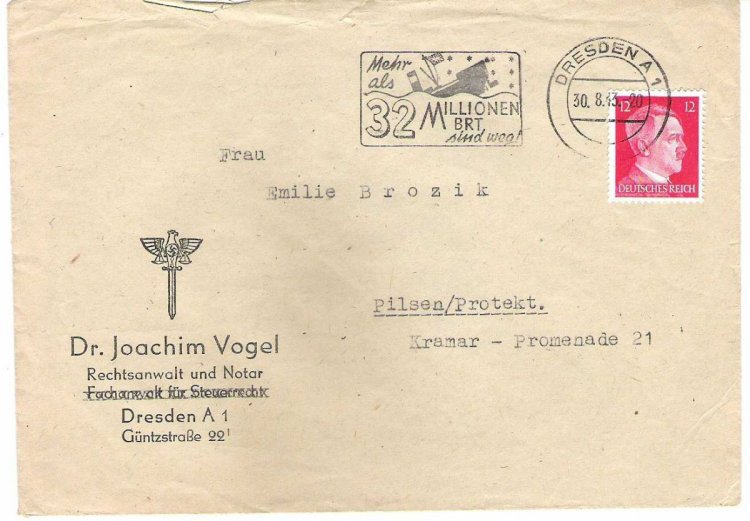 Mehr
als
32 MILLIONEN
BRT
sind weg!
DRESDEN A 1
30. 8.43. 20
12 12
DEUTSCHES REICH
Frau
Emilie Brozik
Pilsen/Protekt.
Kramar - Promenade 21
Dr. Joachim Vogel
Rechtsanwalt und Notar
Fachanwalt für Steuerrecht
Dresden A 1
Güntzstraße 22¹